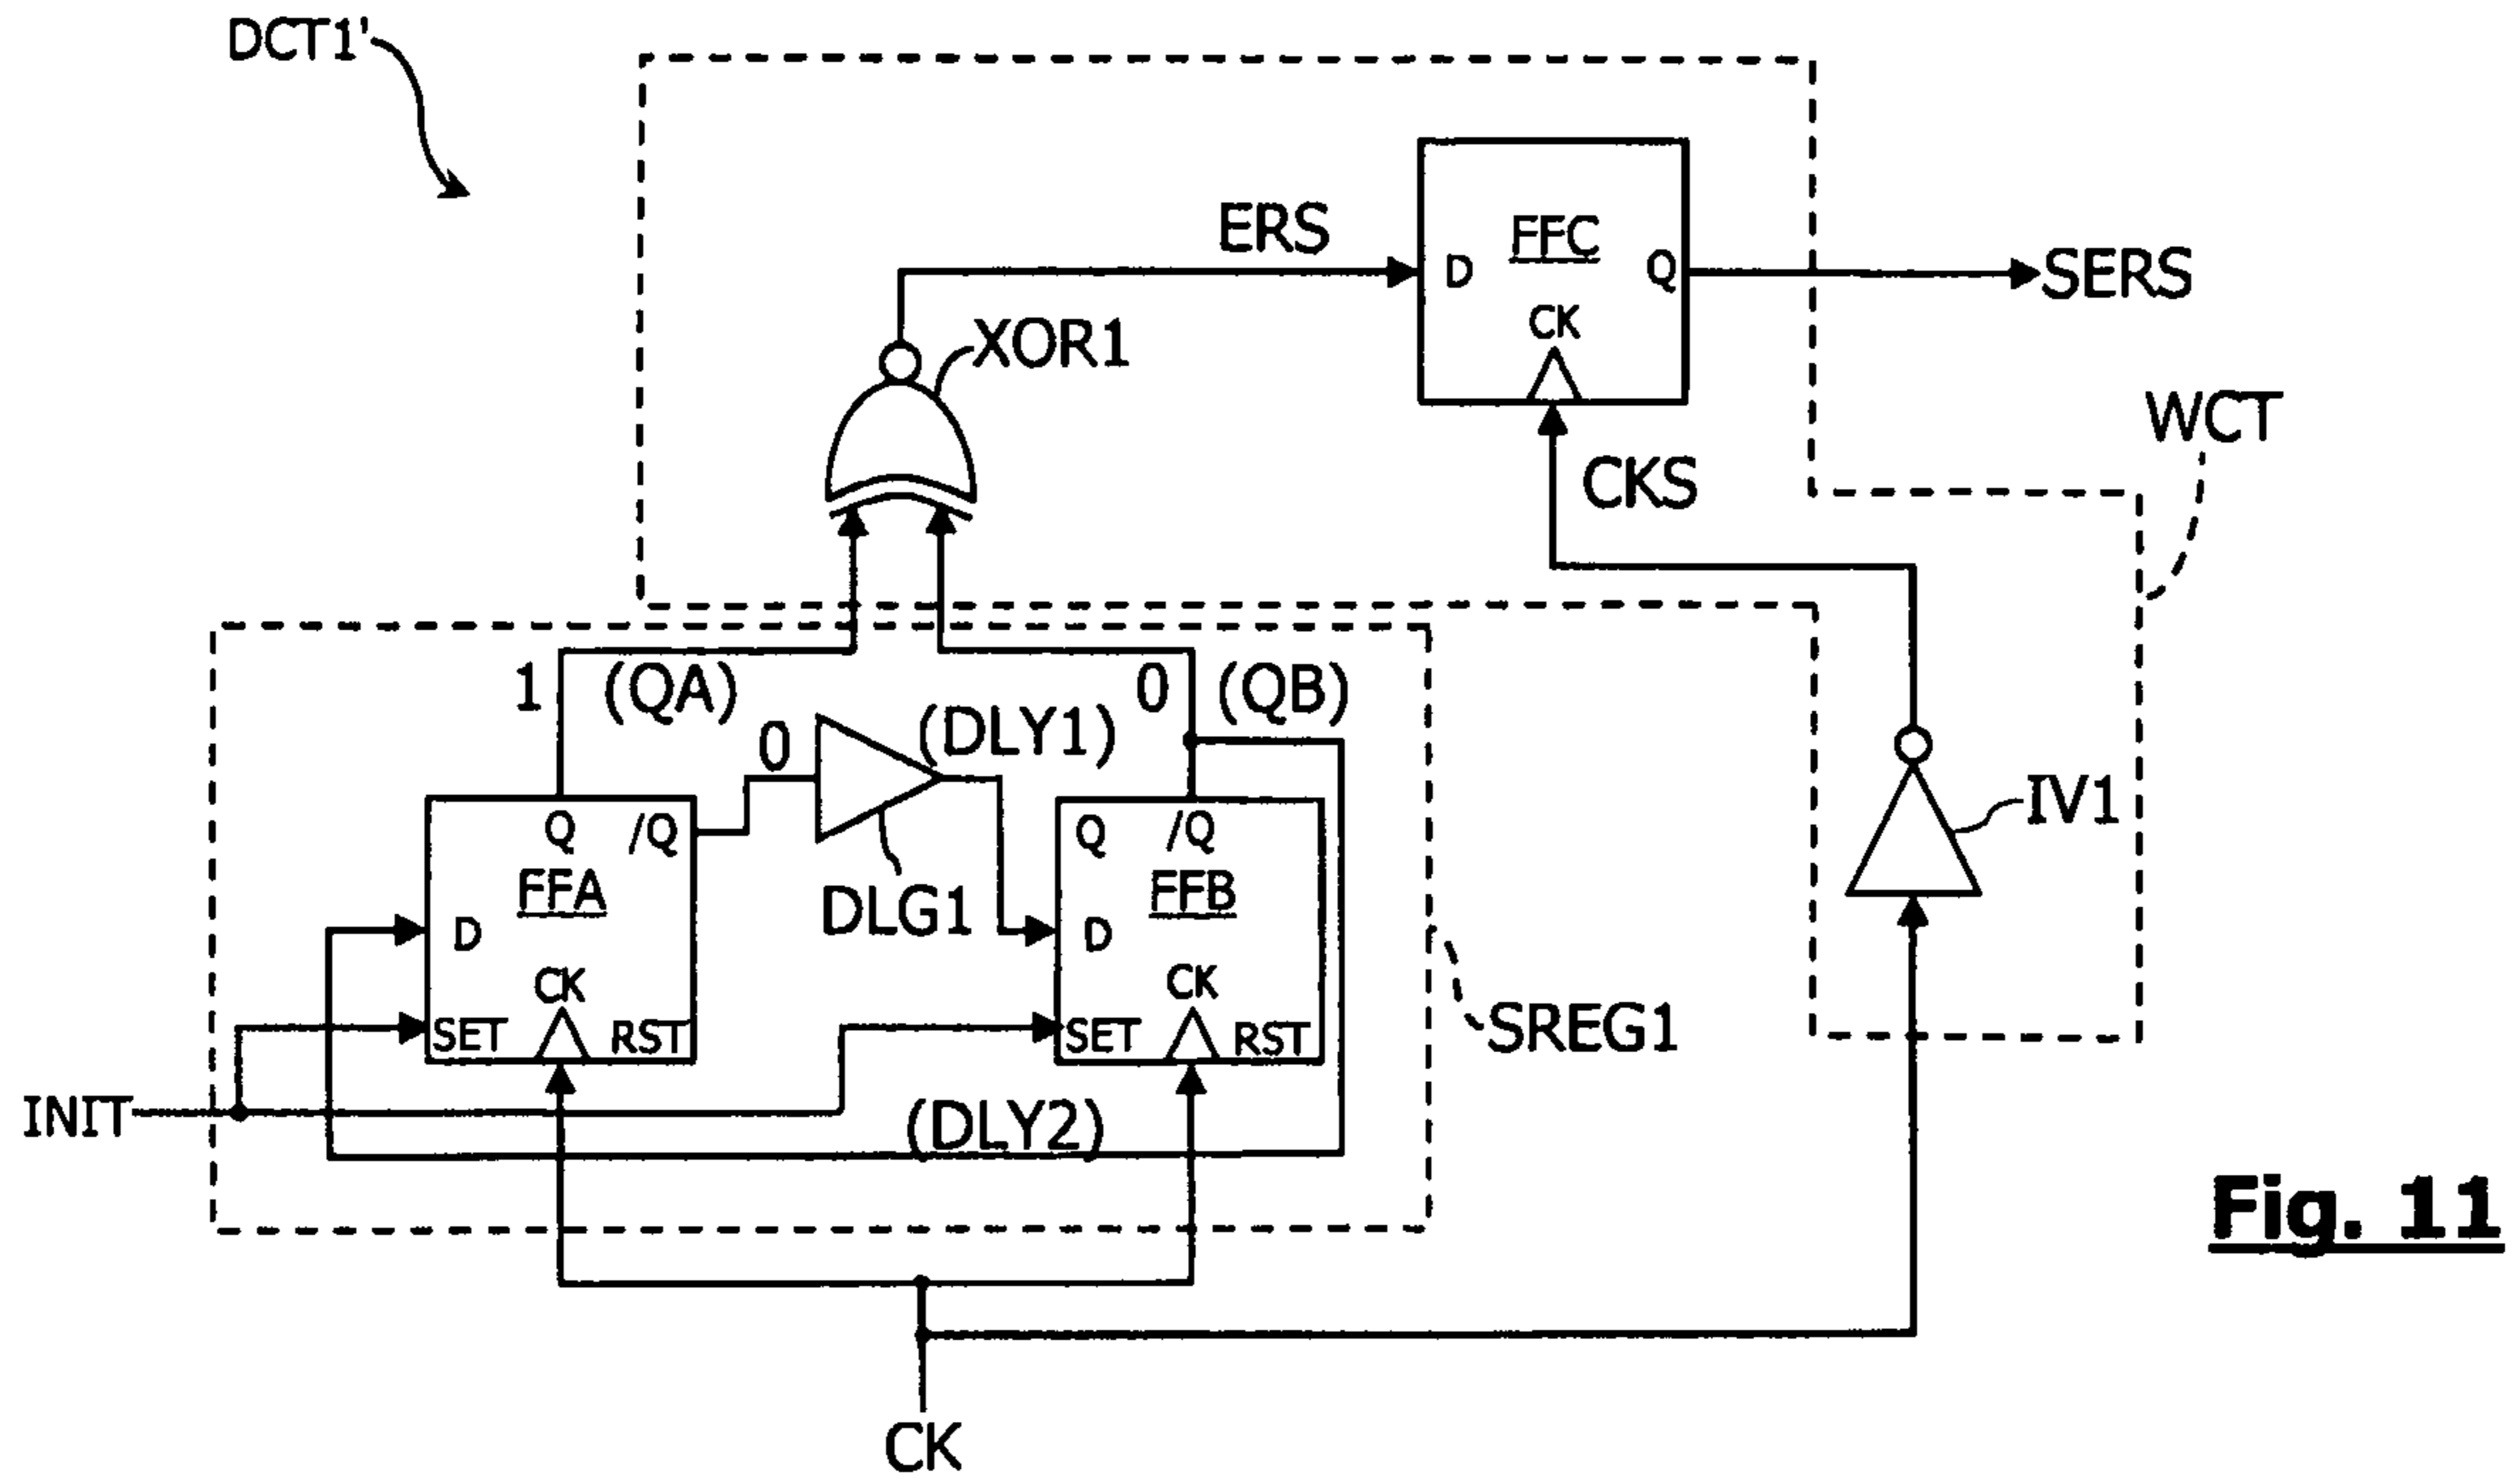 DCT1'
ERS
FFC
D
Q
CK
SERS
XOR1
WCT
CKS
1
(QA)
0
(QB)
0
(DLY1)
IV1
Q
/Q
FFA
D
CK
SET
RST
DLG1
Q
/Q
FFB
D
CK
SET
RST
SREG1
INIT
(DLY2)
CK
Fig. 11